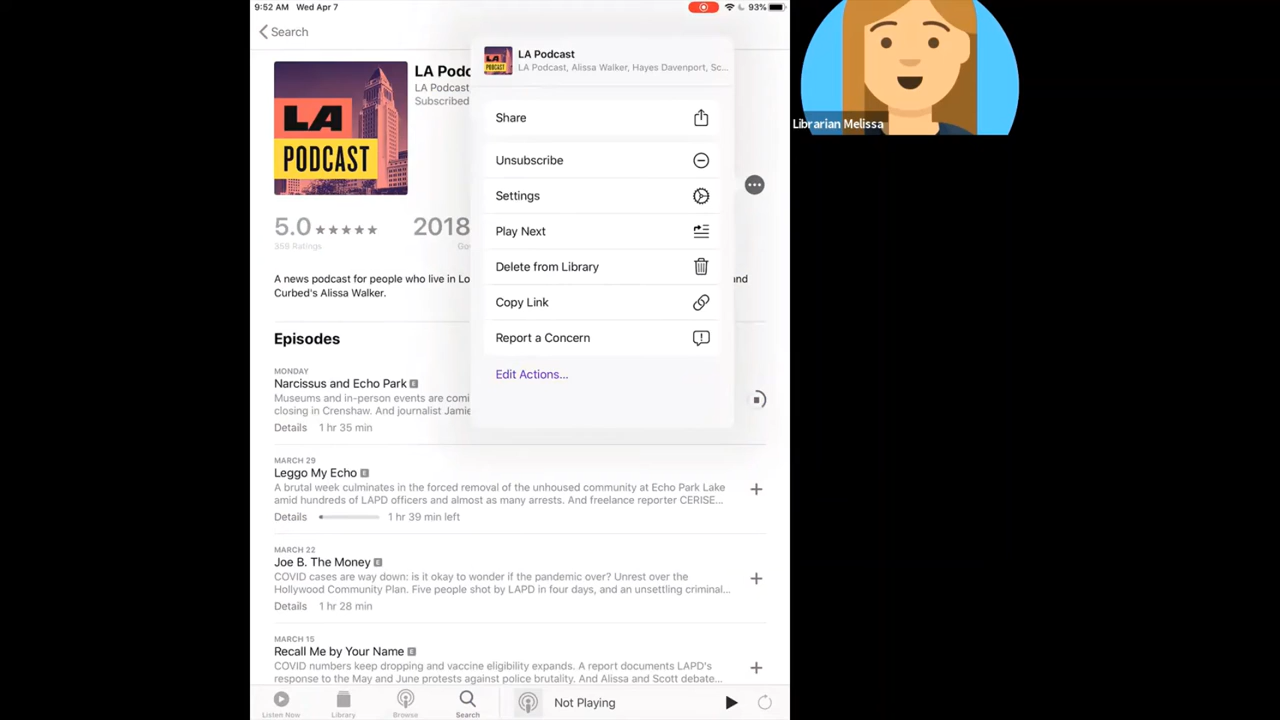 9:52 AM Wed Apr 7
93%
Search
LA
PODCAST
LA Podc
LA Podcast
Subscribed
5.0
359 Ratings
2018
A news podcast for people who live in Lo
and
Curbed's Alissa Walker.
LA
PODCAST
LA Podcast
LA Podcast, Alissa Walker, Hayes Davenport, Sc...
Share
Unsubscribe
Settings
Play Next
Delete from Library
Copy Link
Report a Concern
Edit Actions...
Episodes
MONDAY
Narcissus and Echo Park E
Museums and in-person events are comi
closing in Crenshaw. And journalist Jamie
Details 1 hr 35 min
MARCH 29
Leggo My Echo E
A brutal week culminates in the forced removal of the unhoused community at Echo Park Lake
amid hundreds of LAPD officers and almost as many arrests. And freelance reporter CERISE...
Details 1 hr 39 min left
MARCH 22
Joe B. The Money E
COVID cases are way down: is it okay to wonder if the pandemic over? Unrest over the
Hollywood Community Plan. Five people shot by LAPD in four days, and an unsettling criminal...
Details 1 hr 28 min
MARCH 15
Recall Me by Your Name E
COVID numbers keep dropping and vaccine eligibility expands. A report documents LAPD's
response to the May and June protests against police brutality. And Alissa and Scott debate...
Listen Now
Library
Browse
Search
Not Playing
Librarian Melissa